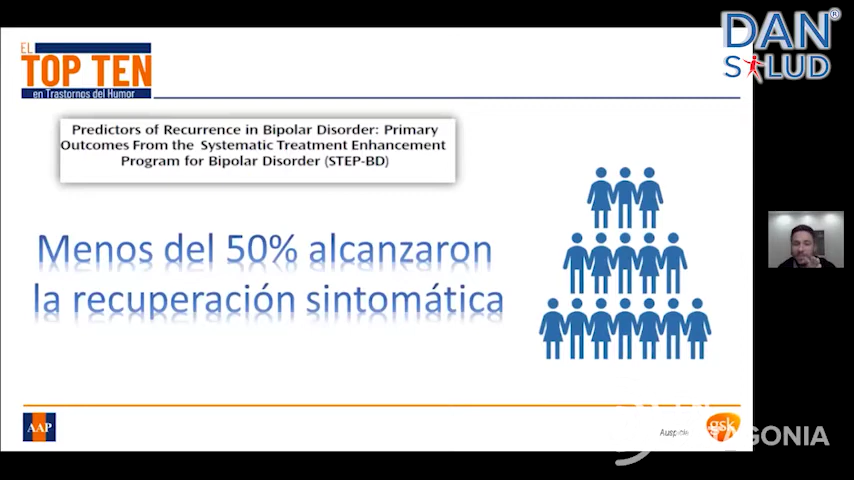 DAN®
SALUD
EL
TOP TEN
en Trastornos del Humor
Predictors of Recurrence in Bipolar Disorder: Primary
Outcomes From the Systematic Treatment Enhancement
Program for Bipolar Disorder (STEP-BD)
Menos del 50% alcanzaron
la recuperación sintomática
AAP
gsk